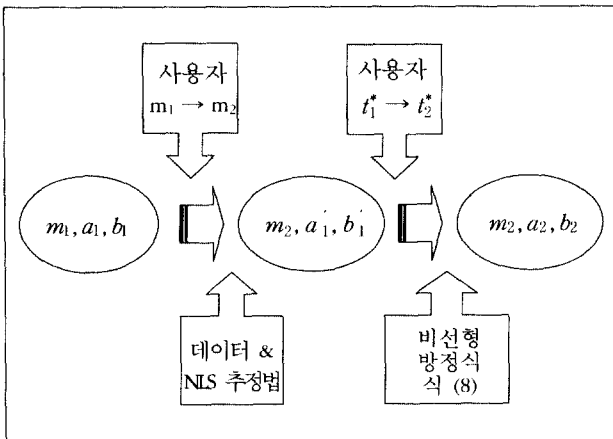 사용자
m₁ → m₂
사용자
t₁* → t₂*
m₁, a₁, b₁
m₂, a₁′, b₁′
m₂, a₂, b₂
데이터 &
NLS 추정법
비선형
방정식
식 (8)